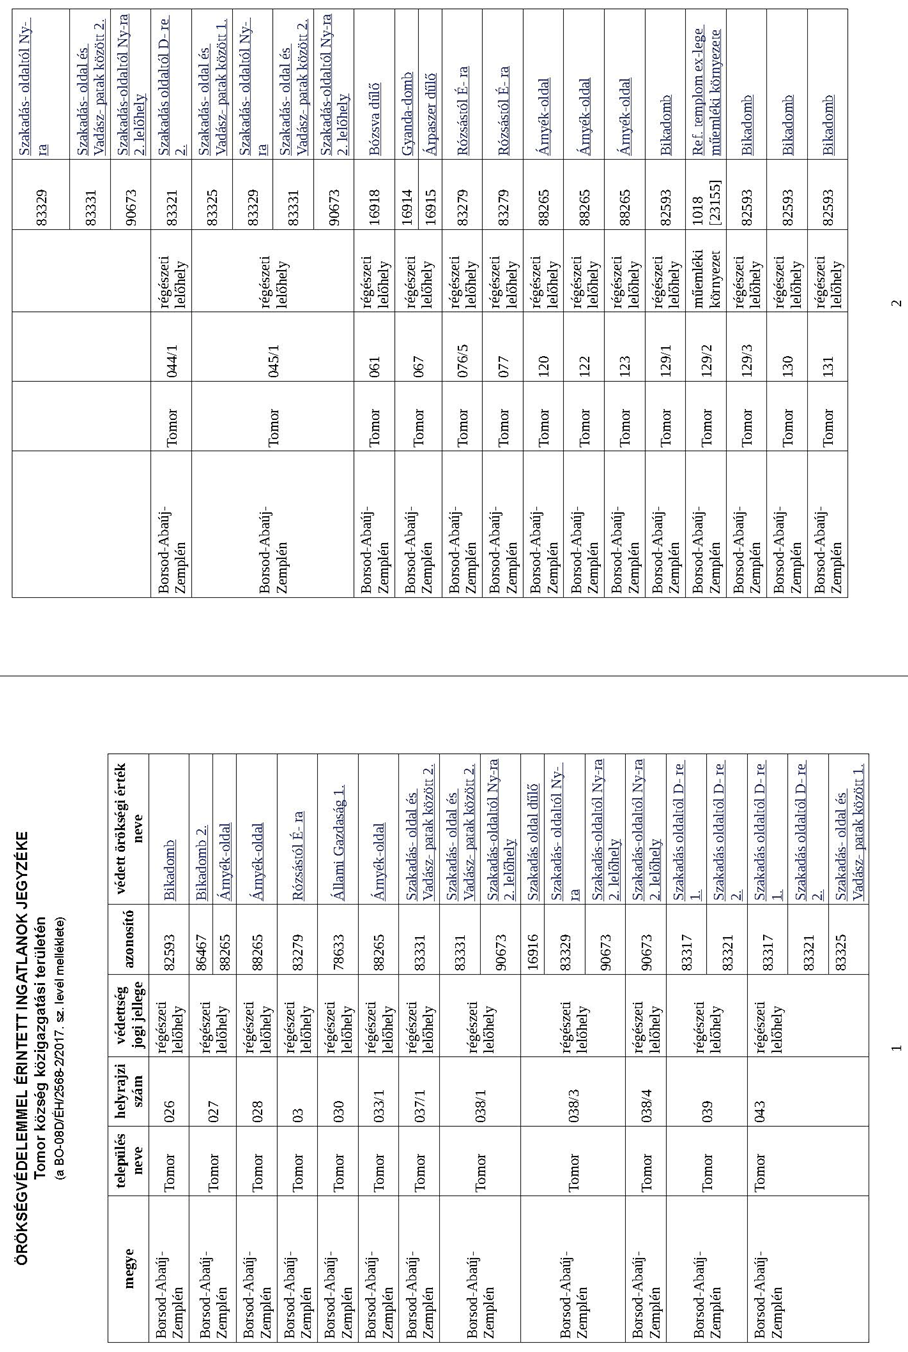 ÖRÖKSÉGVÉDELEMMEL ÉRINTETT INGATLANOK JEGYZÉKE
Tomor község közigazgatási területén
(a BO-08D/ÉH/2568-2/2017. sz. levél melléklete)
megye település neve helyrajzi szám védettség jogi jellege azonosító védett örökségi érték neve
Borsod-Abaúj-Zemplén Tomor 026 régészeti lelőhely 82593 Bikadomb
Borsod-Abaúj-Zemplén Tomor 027 régészeti lelőhely 86467 Bikadomb 2.
88265 Árnyék-oldal
Borsod-Abaúj-Zemplén Tomor 028 régészeti lelőhely 88265 Árnyék-oldal
Borsod-Abaúj-Zemplén Tomor 03 régészeti lelőhely 83279 Rózsástól É- ra
Borsod-Abaúj-Zemplén Tomor 030 régészeti lelőhely 78633 Állami Gazdaság 1.
Borsod-Abaúj-Zemplén Tomor 033/1 régészeti lelőhely 88265 Árnyék-oldal
Borsod-Abaúj-Zemplén Tomor 037/1 régészeti lelőhely 83331 Szakadás- oldal és Vadász- patak között 2.
Borsod-Abaúj-Zemplén Tomor 038/1 régészeti lelőhely 83331 Szakadás- oldal és Vadász- patak között 2.
90673 Szakadás-oldaltól Ny-ra 2. lelőhely
Borsod-Abaúj-Zemplén Tomor 038/3 régészeti lelőhely 16916 Szakadás oldal dűlő
83329 Szakadás- oldaltól Ny- ra
90673 Szakadás-oldaltól Ny-ra 2. lelőhely
Borsod-Abaúj-Zemplén Tomor 038/4 régészeti lelőhely 90673 Szakadás-oldaltól Ny-ra 2. lelőhely
Borsod-Abaúj-Zemplén Tomor 039 régészeti lelőhely 83317 Szakadás oldaltól D- re 1.
83321 Szakadás oldaltól D- re 2.
Borsod-Abaúj-Zemplén Tomor 043 régészeti lelőhely 83317 Szakadás oldaltól D- re 1.
83321 Szakadás oldaltól D- re 2.
83325 Szakadás- oldal és Vadász- patak között 1.
1
83329 Szakadás- oldaltól Ny- ra
83331 Szakadás- oldal és Vadász- patak között 2.
90673 Szakadás-oldaltól Ny-ra 2. lelőhely
Borsod-Abaúj-Zemplén Tomor 044/1 régészeti lelőhely 83321 Szakadás oldaltól D- re 2.
Borsod-Abaúj-Zemplén Tomor 045/1 régészeti lelőhely 83325 Szakadás- oldal és Vadász- patak között 1.
83329 Szakadás- oldaltól Ny- ra
83331 Szakadás- oldal és Vadász- patak között 2.
90673 Szakadás-oldaltól Ny-ra 2. lelőhely
Borsod-Abaúj-Zemplén Tomor 061 régészeti lelőhely 16918 Bózsva dűlő
Borsod-Abaúj-Zemplén Tomor 067 régészeti lelőhely 16914 Gyanda-domb
16915 Árpaszer dűlő
Borsod-Abaúj-Zemplén Tomor 076/5 régészeti lelőhely 83279 Rózsástól É- ra
Borsod-Abaúj-Zemplén Tomor 077 régészeti lelőhely 83279 Rózsástól É- ra
Borsod-Abaúj-Zemplén Tomor 120 régészeti lelőhely 88265 Árnyék-oldal
Borsod-Abaúj-Zemplén Tomor 122 régészeti lelőhely 88265 Árnyék-oldal
Borsod-Abaúj-Zemplén Tomor 123 régészeti lelőhely 88265 Árnyék-oldal
Borsod-Abaúj-Zemplén Tomor 129/1 régészeti lelőhely 82593 Bikadomb
Borsod-Abaúj-Zemplén Tomor 129/2 műemléki környezet 1018 [23155] Ref. templom ex-lege műemléki környezete
Borsod-Abaúj-Zemplén Tomor 129/3 régészeti lelőhely 82593 Bikadomb
Borsod-Abaúj-Zemplén Tomor 130 régészeti lelőhely 82593 Bikadomb
Borsod-Abaúj-Zemplén Tomor 131 régészeti lelőhely 82593 Bikadomb
2